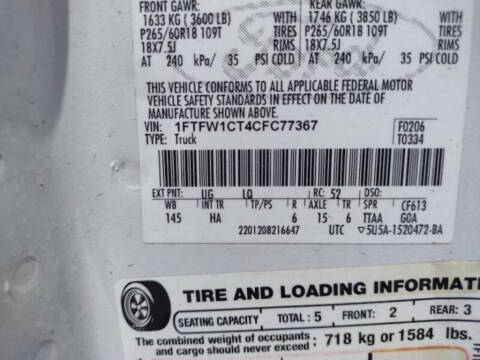 FRONT GAWR: REAR GAWR:
1633 KG ( 3600 LB) WITH 1746 KG ( 3850 LB) WITH
P265/60R18 109T TIRES P265/60R18 109T TIRES
18X7.5J RIMS 18X7.5J RIMS
AT 240 kPa/ 35 PSI COLD AT 240 kPa/ 35 PSI COLD
THIS VEHICLE CONFORMS TO ALL APPLICABLE FEDERAL MOTOR
VEHICLE SAFETY STANDARDS IN EFFECT ON THE DATE OF
MANUFACTURE SHOWN ABOVE.
VIN: 1FTFW1CT4CFC77367 F0206
TYPE: Truck T0334
EXT PNT: UG LQ RC: 52 DSO:
WB INT TR TP/PS R AXLE TR SPR CF613
145 HA 6 15 6 TTAA G0A
2201208216647 UTC ▽5U5A-1520472-BA
TIRE AND LOADING INFORMATI
SEATING CAPACITY TOTAL: 5 FRONT: 2 REAR: 3
The combined weight of occupants
and cargo should never exceed: 718 kg or 1584 lbs.